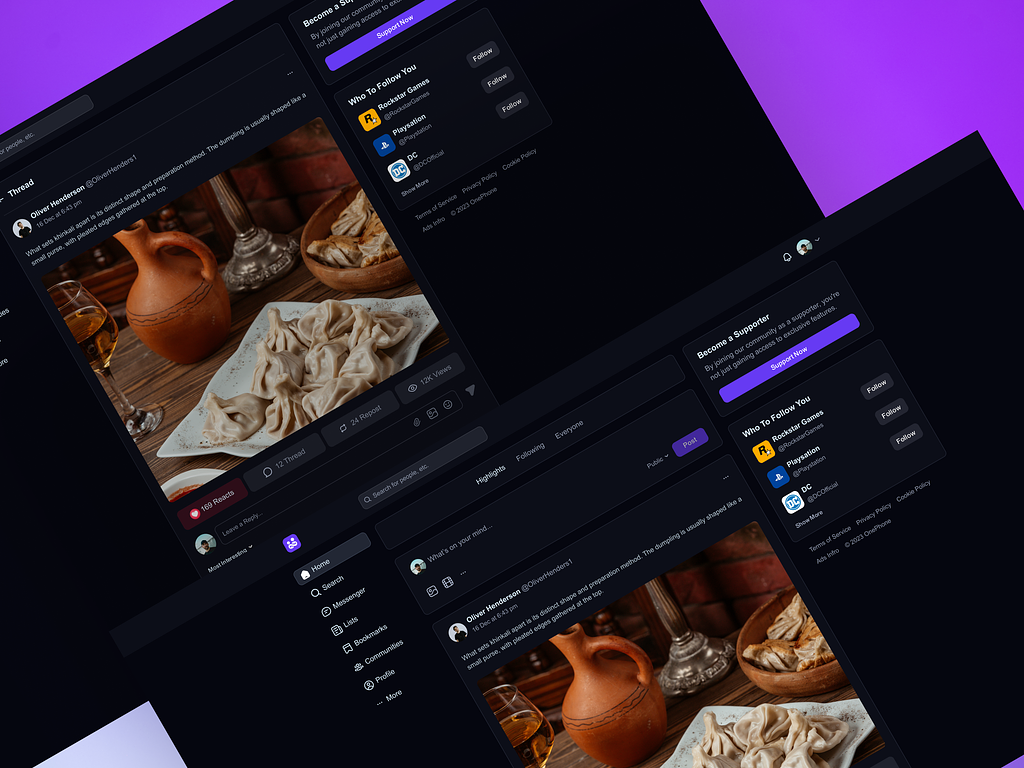 Become a Sup
By joining our community
not just gaining access to exclusive
Support Now
Who To Follow You
Rockstar Games
@RockstarGames
Follow
Playsation
@Playstation
Follow
DC
@DCOfficial
Follow
Show More
Terms of Service Privacy Policy Cookie Policy
Ads Info © 2023 OnePhone
for people, etc.
Thread
...
Oliver Henderson @OliverHenders1
16 Dec at 6:43 pm
What sets khinkali apart is its distinct shape and preparation method. The dumpling is usually shaped like a
small purse, with pleated edges gathered at the top.
169 Reacts
12 Thread
24 Repost
12K Views
Leave a Reply...
Most Interesting
Search for people, etc.
Home
Search
Messenger
Lists
Bookmarks
Communities
Profile
... More
Highlights
Following
Everyone
What's on your mind...
...
Public
Post
...
Oliver Henderson @OliverHenders1
16 Dec at 6:43 pm
What sets khinkali apart is its distinct shape and preparation method. The dumpling is usually shaped like a
small purse, with pleated edges gathered at the top.
Become a Supporter
By joining our community as a supporter, you're
not just gaining access to exclusive features.
Support Now
Who To Follow You
Rockstar Games
@RockstarGames
Follow
Playsation
@Playstation
Follow
DC
@DCOfficial
Follow
Show More
Terms of Service Privacy Policy Cookie Policy
Ads Info © 2023 OnePhone